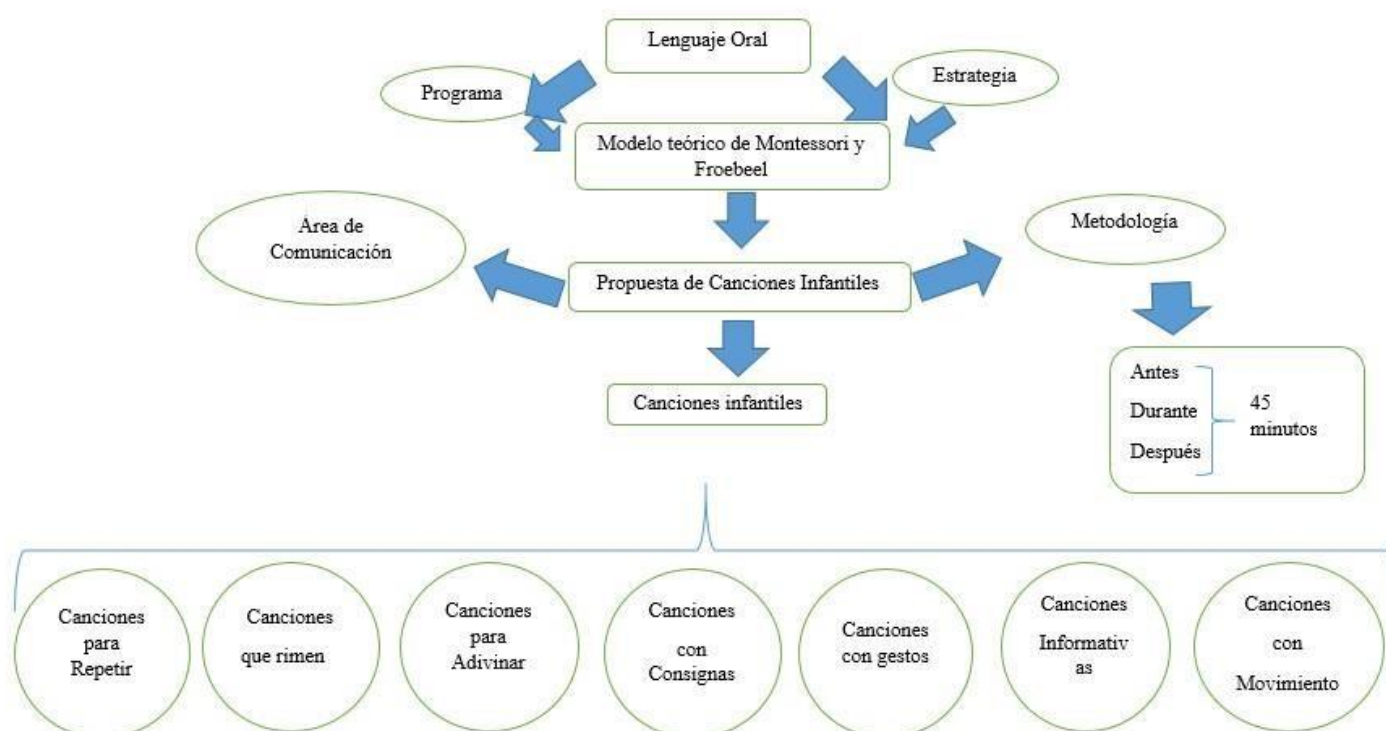 Lenguaje Oral
Programa
Estrategia
Modelo teórico de Montessori y
Froebeel
Área de
Comunicación
Metodología
Propuesta de Canciones Infantiles
Canciones infantiles
Antes
Durante
Después
45
minutos
Canciones
para
Repetir
Canciones
que rimen
Canciones
para
Adivinar
Canciones
con
Consignas
Canciones
con gestos
Canciones
Informativ
as
Canciones
con
Movimiento